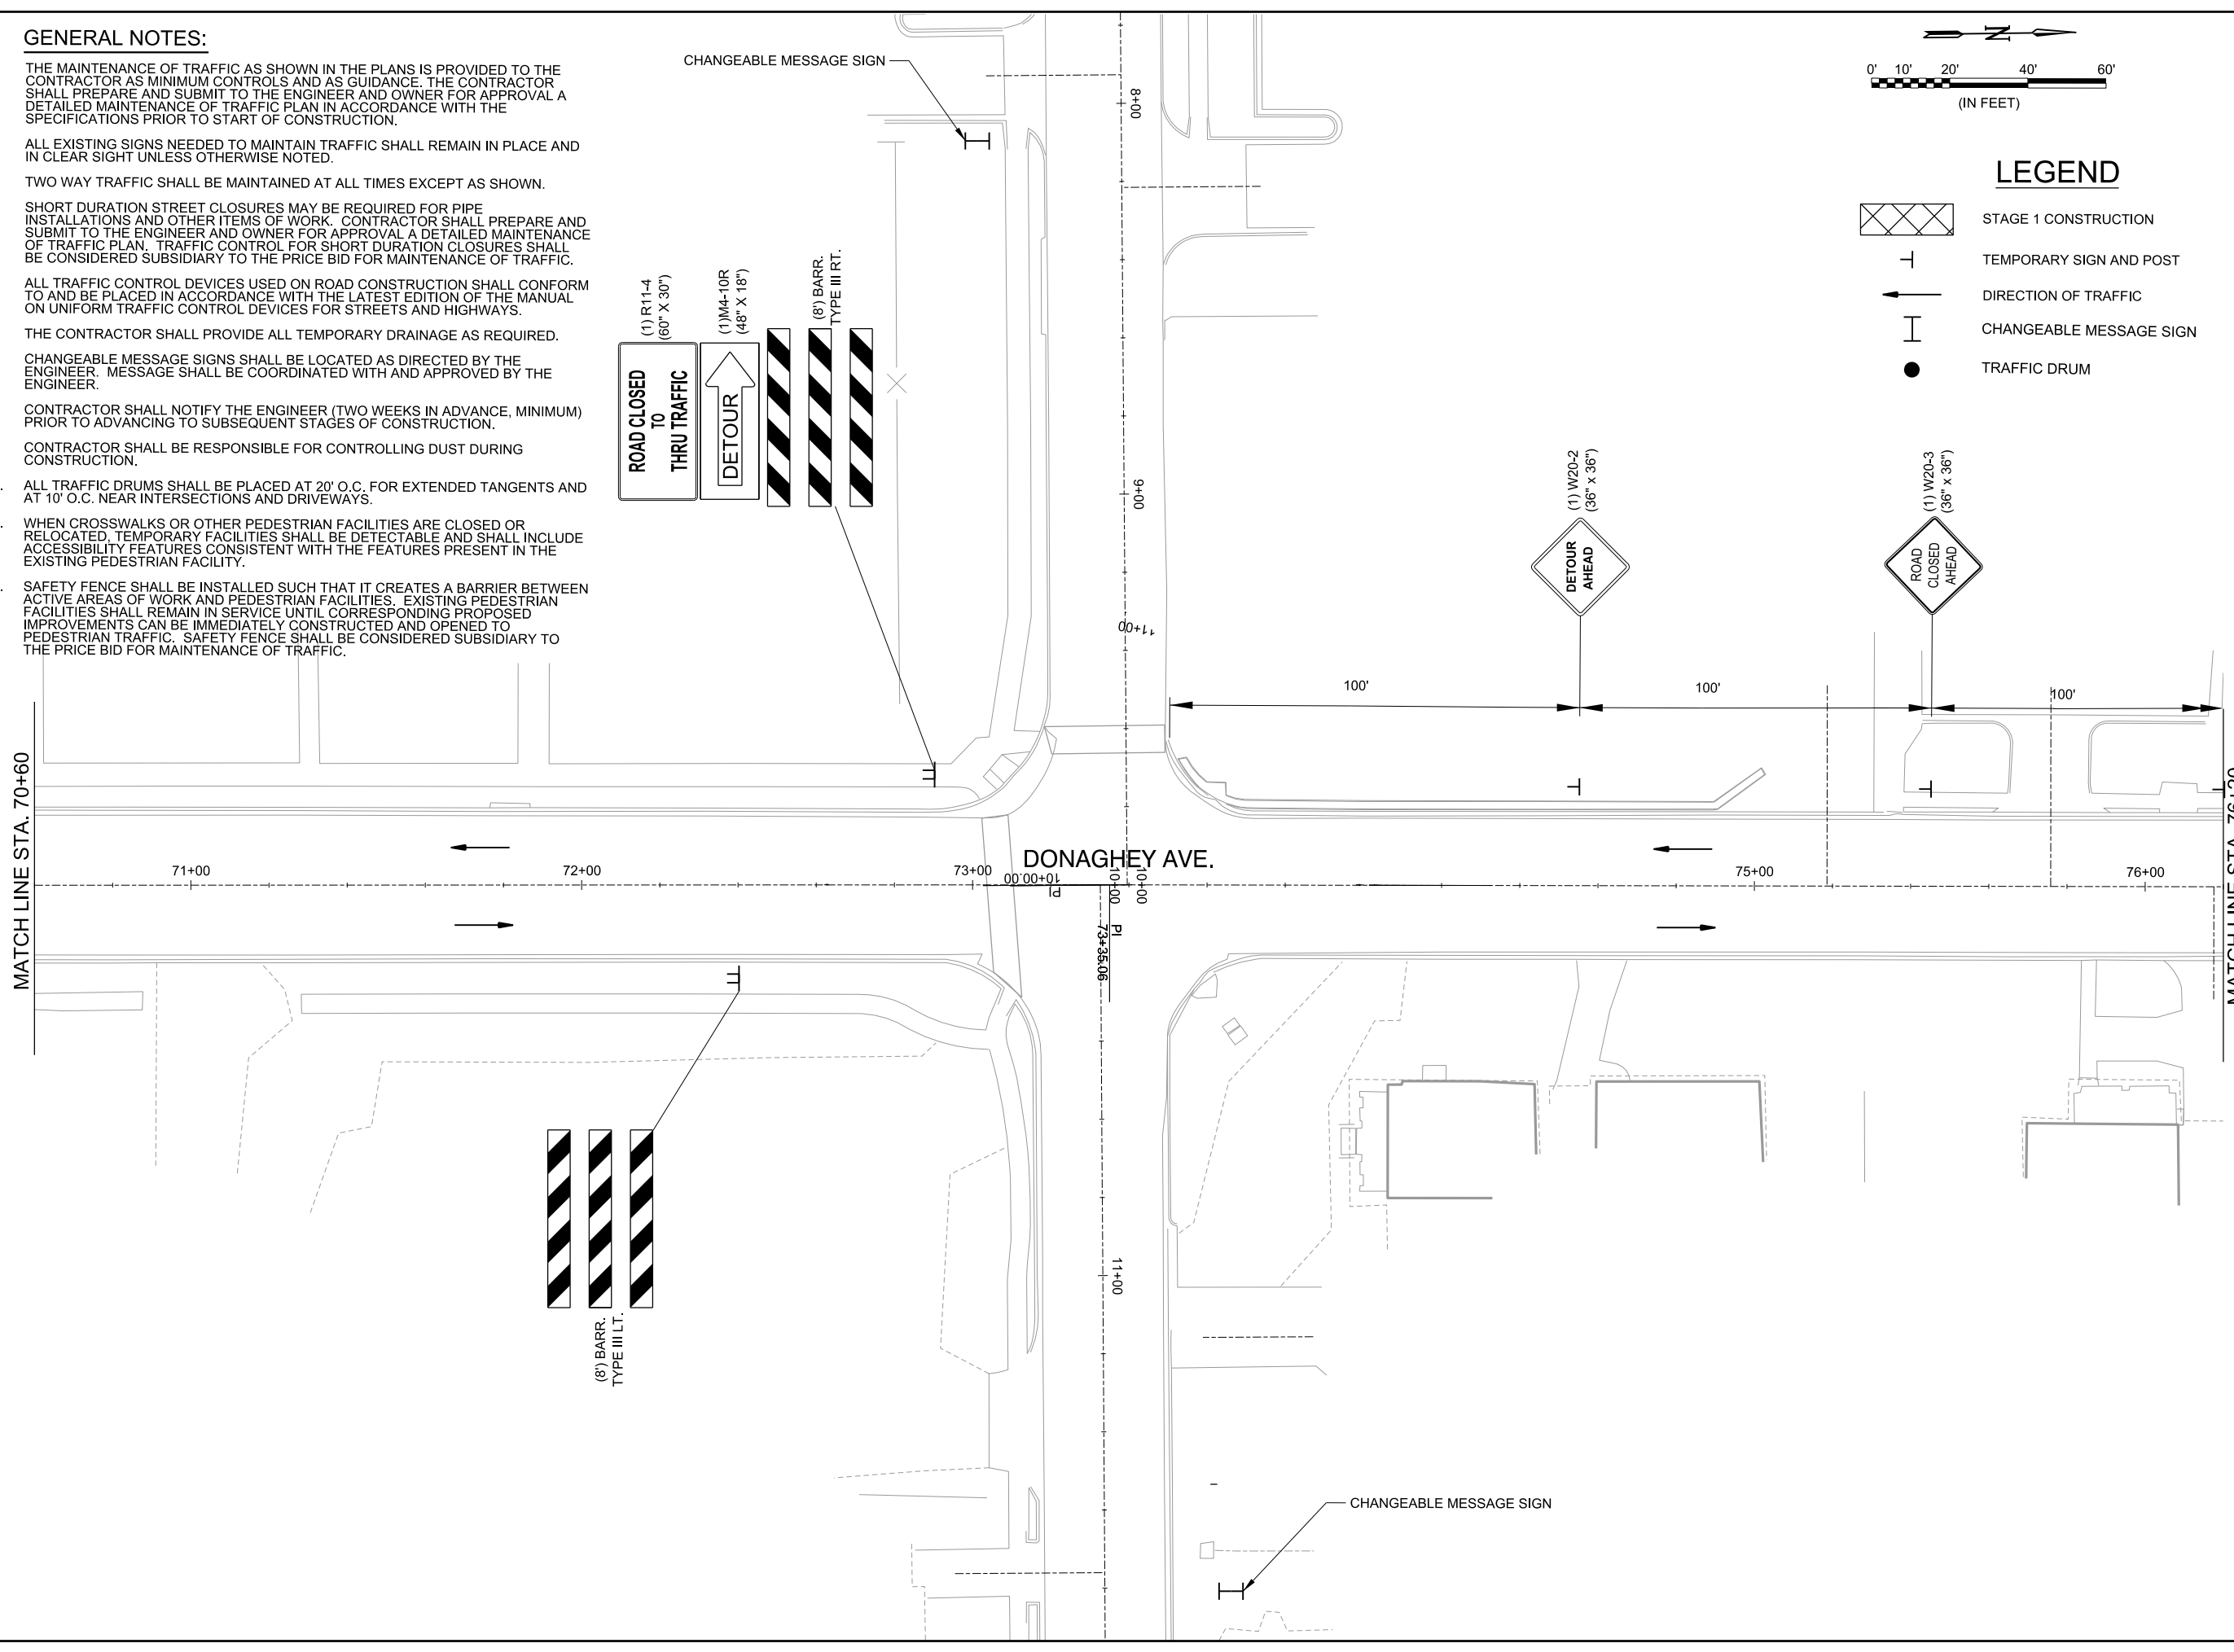 GENERAL NOTES:
THE MAINTENANCE OF TRAFFIC AS SHOWN IN THE PLANS IS PROVIDED TO THE
CONTRACTOR AS MINIMUM CONTROLS AND AS GUIDANCE. THE CONTRACTOR
SHALL PREPARE AND SUBMIT TO THE ENGINEER AND OWNER FOR APPROVAL A
DETAILED MAINTENANCE OF TRAFFIC PLAN IN ACCORDANCE WITH THE
SPECIFICATIONS PRIOR TO START OF CONSTRUCTION.
ALL EXISTING SIGNS NEEDED TO MAINTAIN TRAFFIC SHALL REMAIN IN PLACE AND
IN CLEAR SIGHT UNLESS OTHERWISE NOTED.
TWO WAY TRAFFIC SHALL BE MAINTAINED AT ALL TIMES EXCEPT AS SHOWN.
SHORT DURATION STREET CLOSURES MAY BE REQUIRED FOR PIPE
INSTALLATIONS AND OTHER ITEMS OF WORK. CONTRACTOR SHALL PREPARE AND
SUBMIT TO THE ENGINEER AND OWNER FOR APPROVAL A DETAILED MAINTENANCE
OF TRAFFIC PLAN. TRAFFIC CONTROL FOR SHORT DURATION CLOSURES SHALL
BE CONSIDERED SUBSIDIARY TO THE PRICE BID FOR MAINTENANCE OF TRAFFIC.
ALL TRAFFIC CONTROL DEVICES USED ON ROAD CONSTRUCTION SHALL CONFORM
TO AND BE PLACED IN ACCORDANCE WITH THE LATEST EDITION OF THE MANUAL
ON UNIFORM TRAFFIC CONTROL DEVICES FOR STREETS AND HIGHWAYS.
THE CONTRACTOR SHALL PROVIDE ALL TEMPORARY DRAINAGE AS REQUIRED.
CHANGEABLE MESSAGE SIGNS SHALL BE LOCATED AS DIRECTED BY THE
ENGINEER. MESSAGE SHALL BE COORDINATED WITH AND APPROVED BY THE
ENGINEER.
CONTRACTOR SHALL NOTIFY THE ENGINEER (TWO WEEKS IN ADVANCE, MINIMUM)
PRIOR TO ADVANCING TO SUBSEQUENT STAGES OF CONSTRUCTION.
CONTRACTOR SHALL BE RESPONSIBLE FOR CONTROLLING DUST DURING
CONSTRUCTION.
. ALL TRAFFIC DRUMS SHALL BE PLACED AT 20' O.C. FOR EXTENDED TANGENTS AND
AT 10' O.C. NEAR INTERSECTIONS AND DRIVEWAYS.
. WHEN CROSSWALKS OR OTHER PEDESTRIAN FACILITIES ARE CLOSED OR
RELOCATED, TEMPORARY FACILITIES SHALL BE DETECTABLE AND SHALL INCLUDE
ACCESSIBILITY FEATURES CONSISTENT WITH THE FEATURES PRESENT IN THE
EXISTING PEDESTRIAN FACILITY.
. SAFETY FENCE SHALL BE INSTALLED SUCH THAT IT CREATES A BARRIER BETWEEN
ACTIVE AREAS OF WORK AND PEDESTRIAN FACILITIES. EXISTING PEDESTRIAN
FACILITIES SHALL REMAIN IN SERVICE UNTIL CORRESPONDING PROPOSED
IMPROVEMENTS CAN BE IMMEDIATELY CONSTRUCTED AND OPENED TO
PEDESTRIAN TRAFFIC. SAFETY FENCE SHALL BE CONSIDERED SUBSIDIARY TO
THE PRICE BID FOR MAINTENANCE OF TRAFFIC.
CHANGEABLE MESSAGE SIGN
(1) R11-4
(60" X 30")
(1)M4-10R
(48" X 18")
(8') BARR.
TYPE III RT.
ROAD CLOSED
TO
THRU TRAFFIC
DETOUR
8+00
9+00
11+00
N
0' 10' 20' 40' 60'
(IN FEET)
LEGEND
STAGE 1 CONSTRUCTION
TEMPORARY SIGN AND POST
DIRECTION OF TRAFFIC
CHANGEABLE MESSAGE SIGN
TRAFFIC DRUM
(1) W20-2
(36" x 36")
DETOUR
AHEAD
(1) W20-3
(36" x 36")
ROAD
CLOSED
AHEAD
100'
100'
100'
MATCH LINE STA. 70+60
71+00
72+00
73+00
DONAGHEY AVE.
75+00
76+00
MATCH LINE STA. 76+20
10+00.00
PI
10+00
10+00
PI
73+35.06
11+00
(8') BARR.
TYPE III LT.
CHANGEABLE MESSAGE SIGN